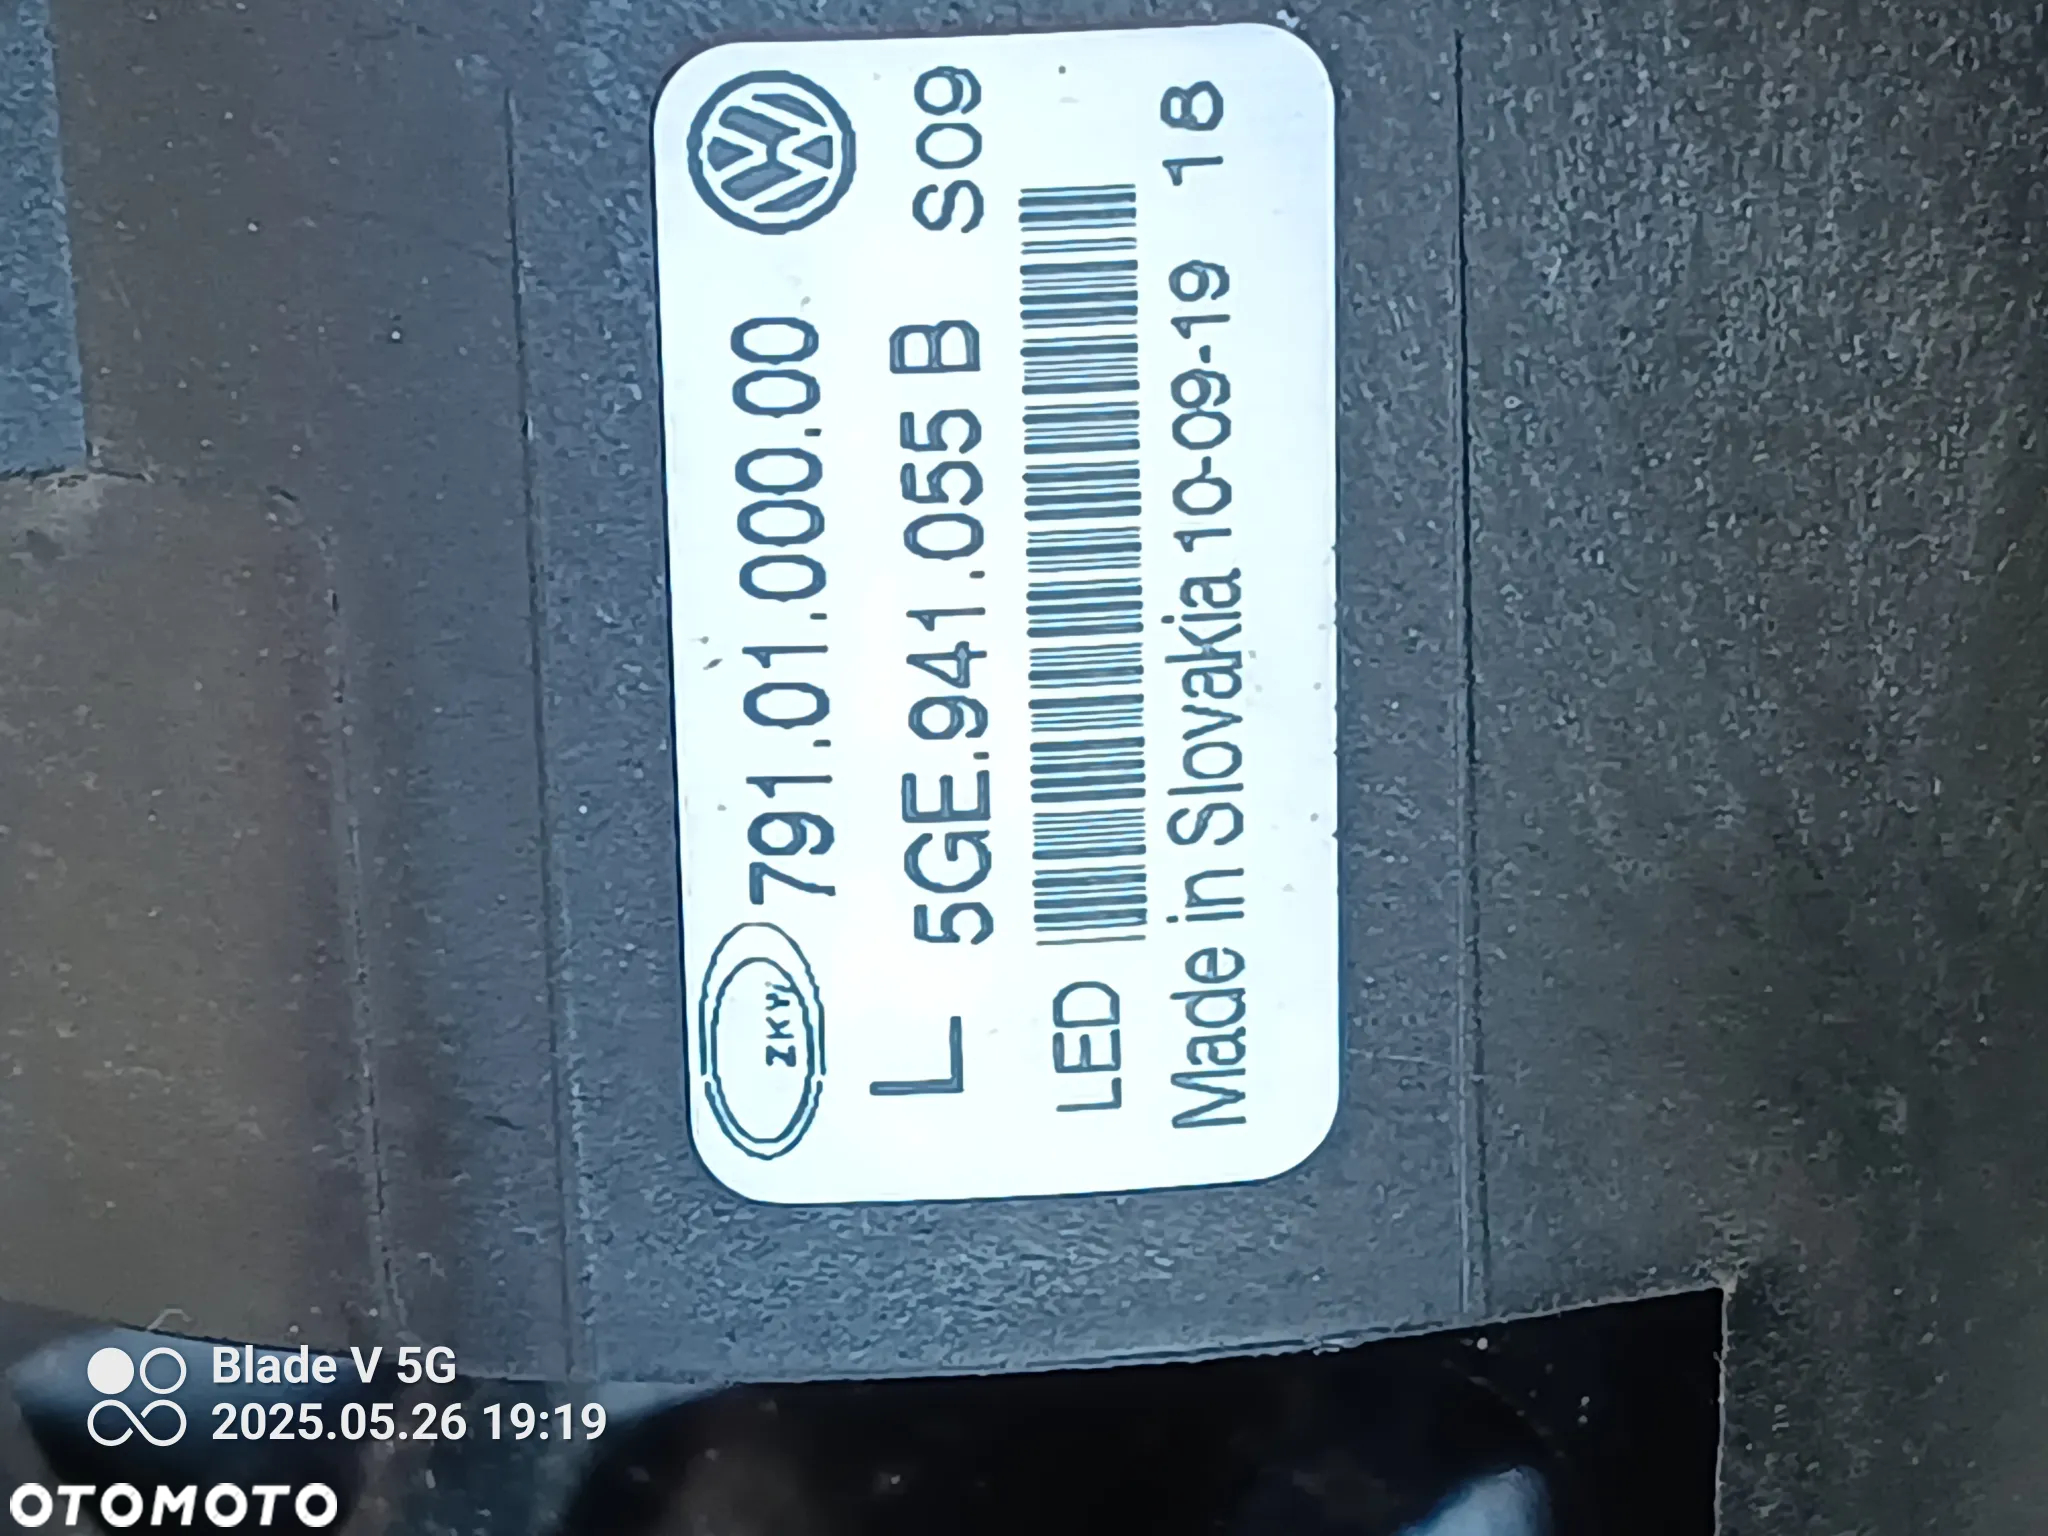 ZKW 791.01.000.00
L 5GE.941.055 B S09
LED
Made in Slovakia 10-09-19 18
Blade V 5G
2025.05.26 19:19
OTOMOTO